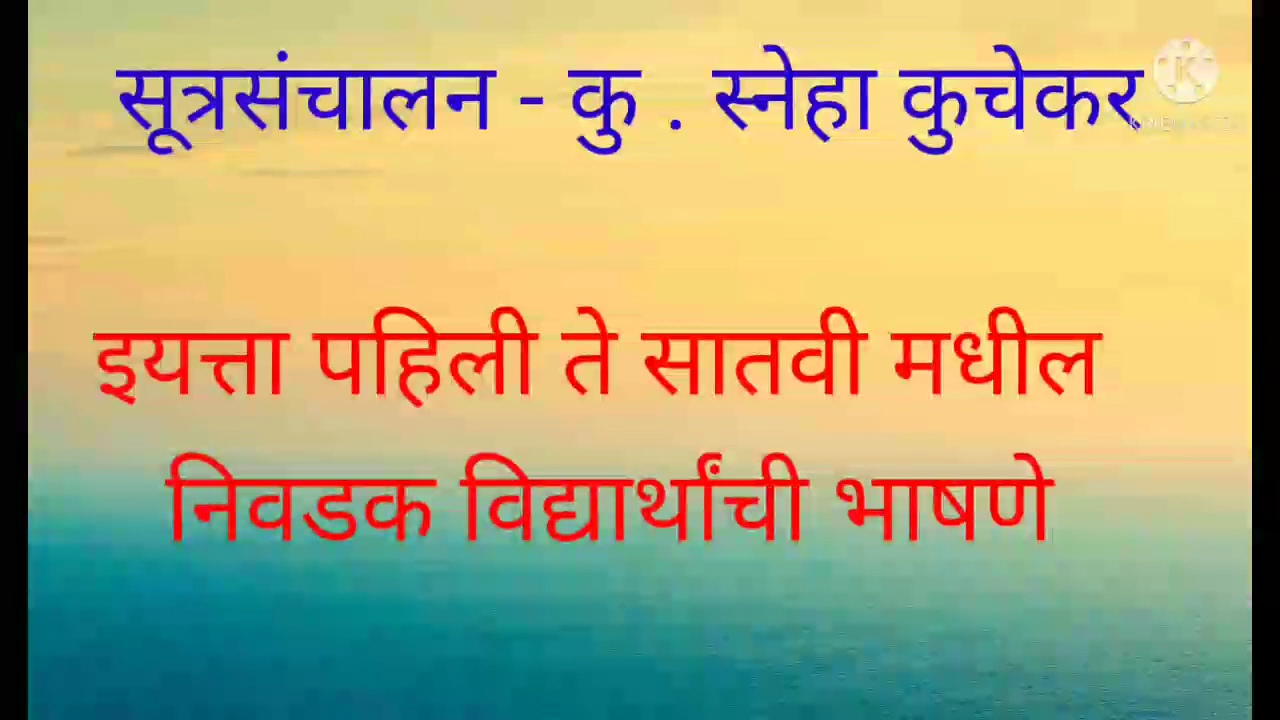 सूत्रसंचालन - कु . स्नेहा कुचेकर
इयत्ता पहिली ते सातवी मधील
निवडक विद्यार्थांची भाषणे